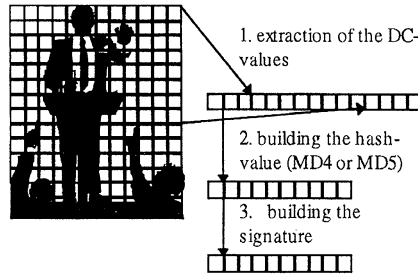 1. extraction of the DC-
values
2. building the hash-
value (MD4 or MD5)
3. building the
signature